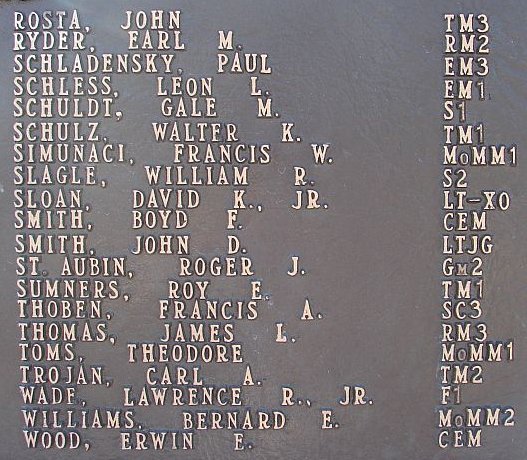 ROSTA, JOHN TM3
RYDER, EARL M. RM2
SCHLADENSKY, PAUL EM3
SCHLESS, LEON L. EM1
SCHULDT, GALE M. S1
SCHULZ, WALTER K. TM1
SIMUNACI, FRANCIS W. MoMM1
SLAGLE, WILLIAM R. S2
SLOAN, DAVID K., JR. LT-XO
SMITH, BOYD F. CEM
SMITH, JOHN D. LTJG
ST. AUBIN, ROGER J. GM2
SUMNERS, ROY E. TM1
THOBEN, FRANCIS A. SC3
THOMAS, JAMES L. RM3
TOMS, THEODORE MoMM1
TROJAN, CARL A. TM2
WADE, LAWRENCE R., JR. F1
WILLIAMS, BERNARD E. MoMM2
WOOD, ERWIN E. CEM